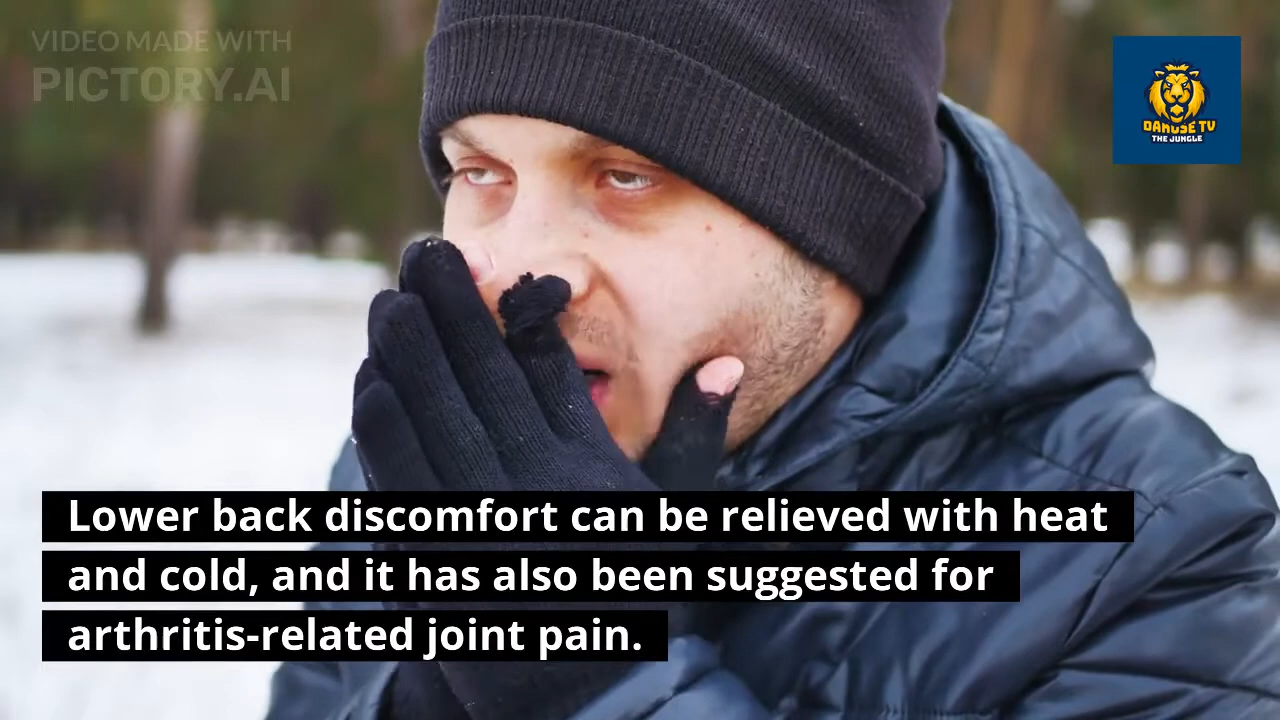 VIDEO MADE WITH
PICTORY.AI
DAKUSE TV
THE JUNGLE
Lower back discomfort can be relieved with heat
and cold, and it has also been suggested for
arthritis-related joint pain.